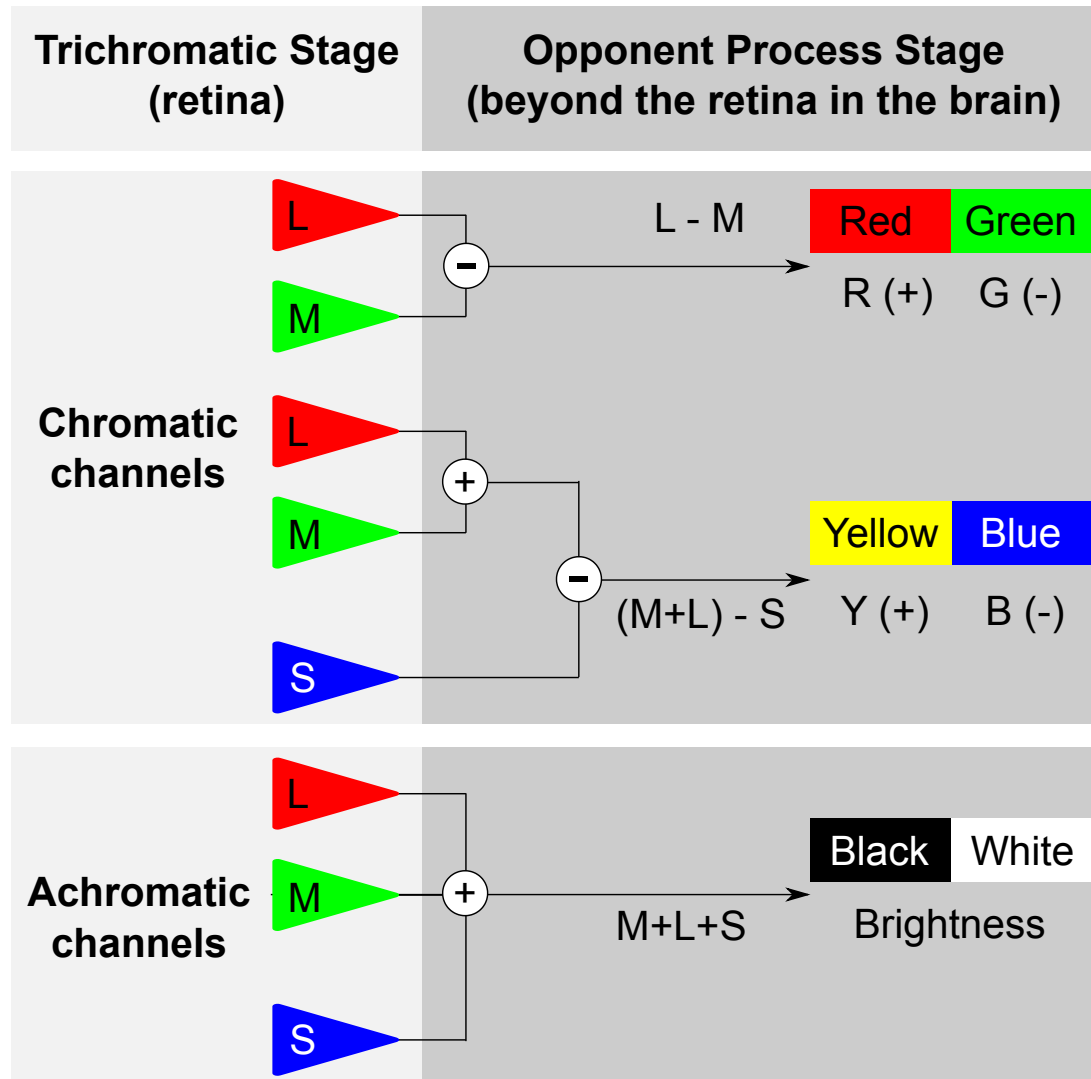 Trichromatic Stage
(retina)
Opponent Process Stage
(beyond the retina in the brain)
Chromatic
channels
L
M
-
L - M
Red Green
R (+) G (-)
L
M
+
S
-
(M+L) - S
Yellow Blue
Y (+) B (-)
Achromatic
channels
L
M
S
+
M+L+S
Black White
Brightness